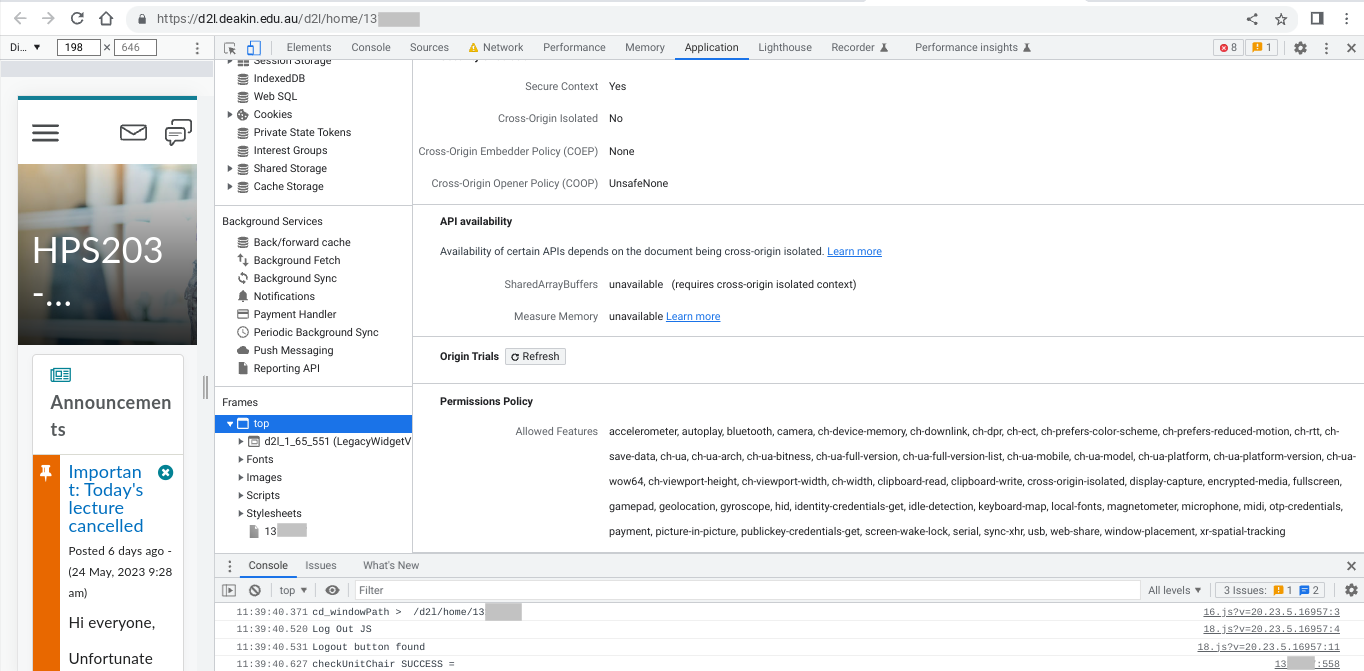 https://d2l.deakin.edu.au/d2l/home/13
Di... ▼ 198 × 646
Elements Console Sources Network Performance Memory Application Lighthouse Recorder Performance insights 8 1
Session Storage
IndexedDB
Web SQL
Cookies
Private State Tokens
Interest Groups
Shared Storage
Cache Storage
Background Services
Back/forward cache
Background Fetch
Background Sync
Notifications
Payment Handler
Periodic Background Sync
Push Messaging
Reporting API
Frames
top
d2l_1_65_551 (LegacyWidgetV
Fonts
Images
Scripts
Stylesheets
13
Secure Context Yes
Cross-Origin Isolated No
Cross-Origin Embedder Policy (COEP) None
Cross-Origin Opener Policy (COOP) UnsafeNone
API availability
Availability of certain APIs depends on the document being cross-origin isolated. Learn more
SharedArrayBuffers unavailable (requires cross-origin isolated context)
Measure Memory unavailable Learn more
Origin Trials Refresh
Permissions Policy
Allowed Features accelerometer, autoplay, bluetooth, camera, ch-device-memory, ch-downlink, ch-dpr, ch-ect, ch-prefers-color-scheme, ch-prefers-reduced-motion, ch-rtt, ch-
save-data, ch-ua, ch-ua-arch, ch-ua-bitness, ch-ua-full-version, ch-ua-full-version-list, ch-ua-mobile, ch-ua-model, ch-ua-platform, ch-ua-platform-version, ch-ua-
wow64, ch-viewport-height, ch-viewport-width, ch-width, clipboard-read, clipboard-write, cross-origin-isolated, display-capture, encrypted-media, fullscreen,
gamepad, geolocation, gyroscope, hid, identity-credentials-get, idle-detection, keyboard-map, local-fonts, magnetometer, microphone, midi, otp-credentials,
payment, picture-in-picture, publickey-credentials-get, screen-wake-lock, serial, sync-xhr, usb, web-share, window-placement, xr-spatial-tracking
HPS203
-...
Announcemen
ts
Importan
t: Today's
lecture
cancelled
Posted 6 days ago -
(24 May, 2023 9:28
am)
Hi everyone,
Unfortunate
Console Issues What's New
top ▼ Filter All levels ▼ 3 Issues: 1 2
11:39:40.371 cd_windowPath > /d2l/home/13 16.js?v=20.23.5.16957:3
11:39:40.520 Log Out JS 18.js?v=20.23.5.16957:4
11:39:40.531 Logout button found 18.js?v=20.23.5.16957:11
11:39:40.627 checkUnitChair SUCCESS = 13 :558